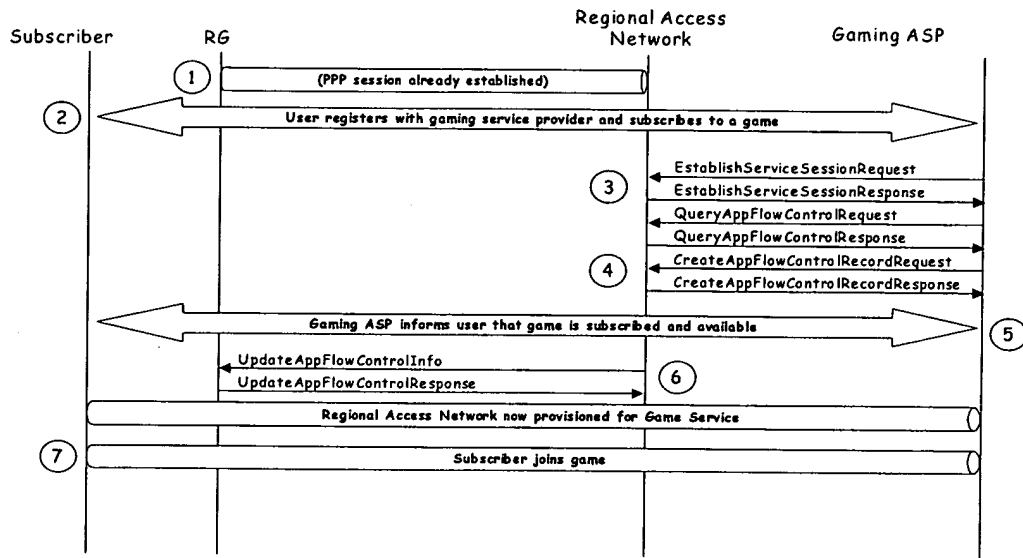 Regional Access
Subscriber RG Network Gaming ASP
1 (PPP session already established)
2 User registers with gaming service provider and subscribes to a game
EstablishServiceSessionRequest
3 EstablishServiceSessionResponse
QueryAppFlowControlRequest
QueryAppFlowControlResponse
4 CreateAppFlowControlRecordRequest
CreateAppFlowControlRecordResponse
Gaming ASP informs user that game is subscribed and available
5
UpdateAppFlowControlInfo
6
UpdateAppFlowControlResponse
Regional Access Network now provisioned for Game Service
7 Subscriber joins game